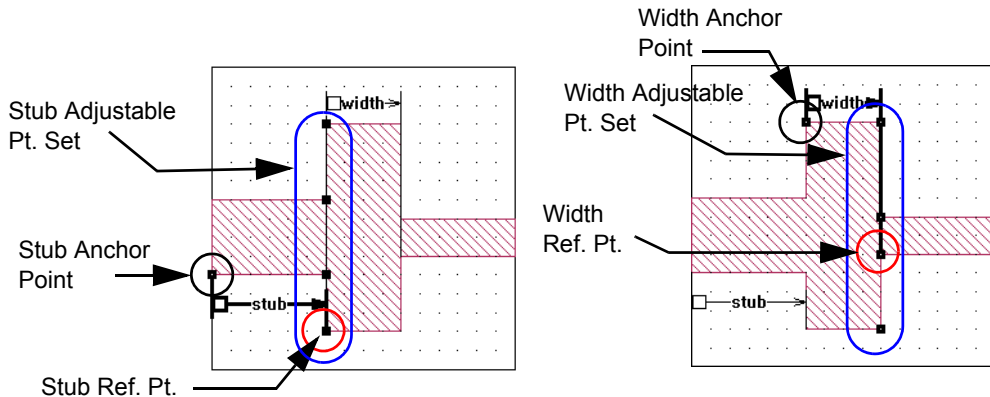 Stub Adjustable
Pt. Set
width
Stub Anchor
Point
stub
Stub Ref. Pt.
Width Anchor
Point
width
Width Adjustable
Pt. Set
Width
Ref. Pt.
stub